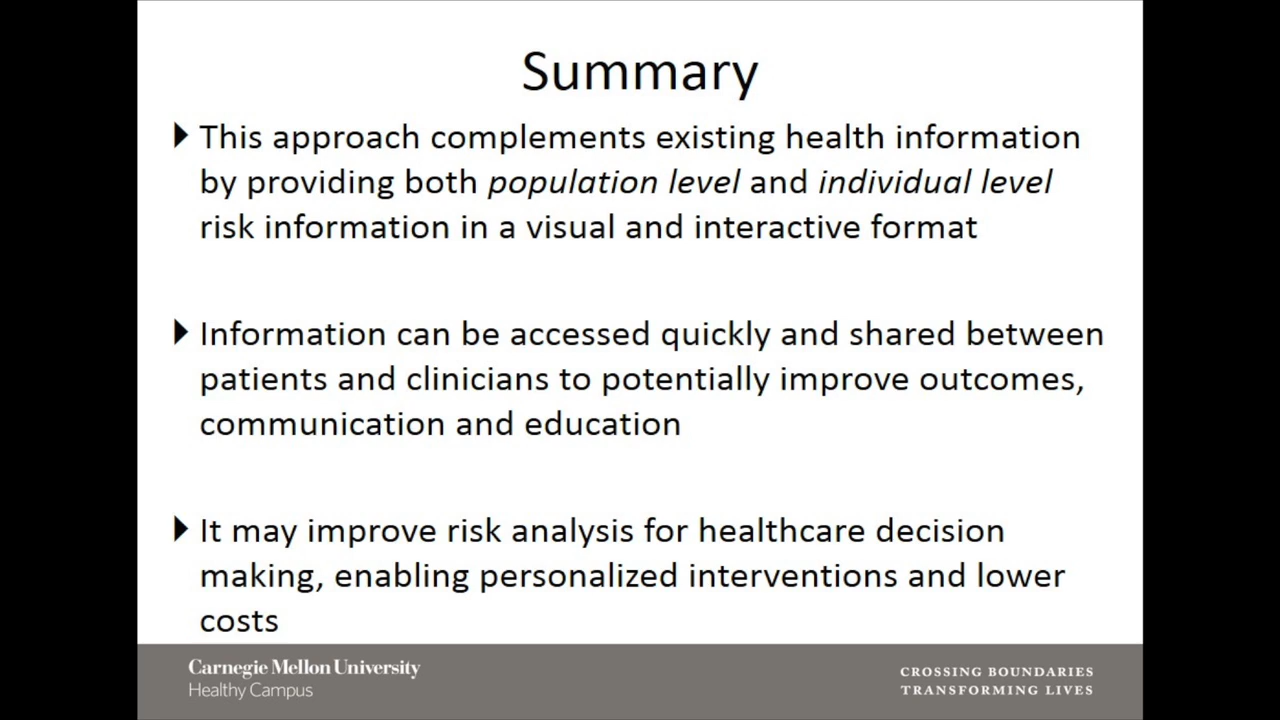 Summary
This approach complements existing health information
by providing both population level and individual level
risk information in a visual and interactive format
Information can be accessed quickly and shared between
patients and clinicians to potentially improve outcomes,
communication and education
It may improve risk analysis for healthcare decision
making, enabling personalized interventions and lower
costs
Carnegie Mellon University
Healthy Campus
CROSSING BOUNDARIES
TRANSFORMING LIVES